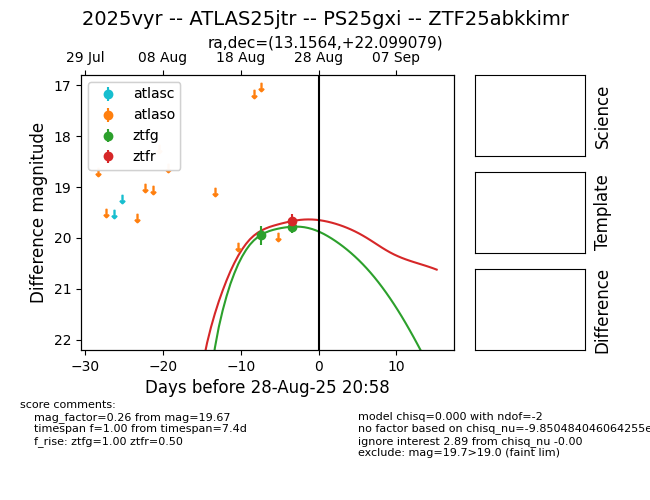 2025vyr -- ATLAS25jtr -- PS25gxi -- ZTF25abkkimr
ra,dec=(13.1564,+22.099079)
29 Jul 08 Aug 18 Aug 28 Aug 07 Sep
atlasc
atlaso
ztfg
ztfr
17
18
19
20
21
22
Difference magnitude
−30 −20 −10 0 10
Days before 28-Aug-25 20:58
Science
Template
Difference
score comments:
mag_factor=0.26 from mag=19.67
timespan f=1.00 from timespan=7.4d
f_rise: ztfg=1.00 ztfr=0.50
model chisq=0.000 with ndof=-2
no factor based on chisq_nu=-9.850484046064255e
ignore interest 2.89 from chisq_nu -0.00
exclude: mag=19.7>19.0 (faint lim)